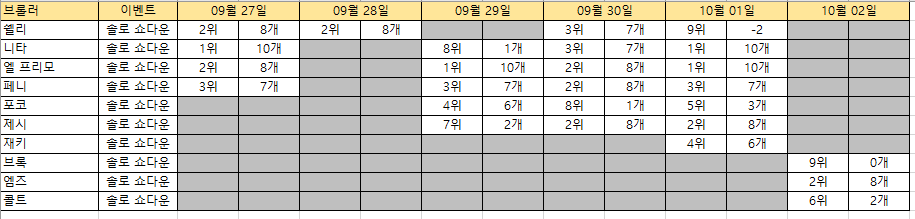 브롤러 이벤트 09월 27일 09월 28일 09월 29일 09월 30일 10월 01일 10월 02일
쉘리 솔로 쇼다운 2위 8개 2위 8개 3위 7개 9위 -2
니타 솔로 쇼다운 1위 10개 8위 1개 3위 7개 1위 10개
엘 프리모 솔로 쇼다운 2위 8개 1위 10개 2위 8개 1위 10개
페니 솔로 쇼다운 3위 7개 3위 7개 2위 8개 3위 7개
포코 솔로 쇼다운 4위 6개 8위 1개 5위 3개
제시 솔로 쇼다운 7위 2개 2위 8개 2위 8개
재키 솔로 쇼다운 4위 6개
브록 솔로 쇼다운 9위 0개
엠즈 솔로 쇼다운 2위 8개
콜트 솔로 쇼다운 6위 2개